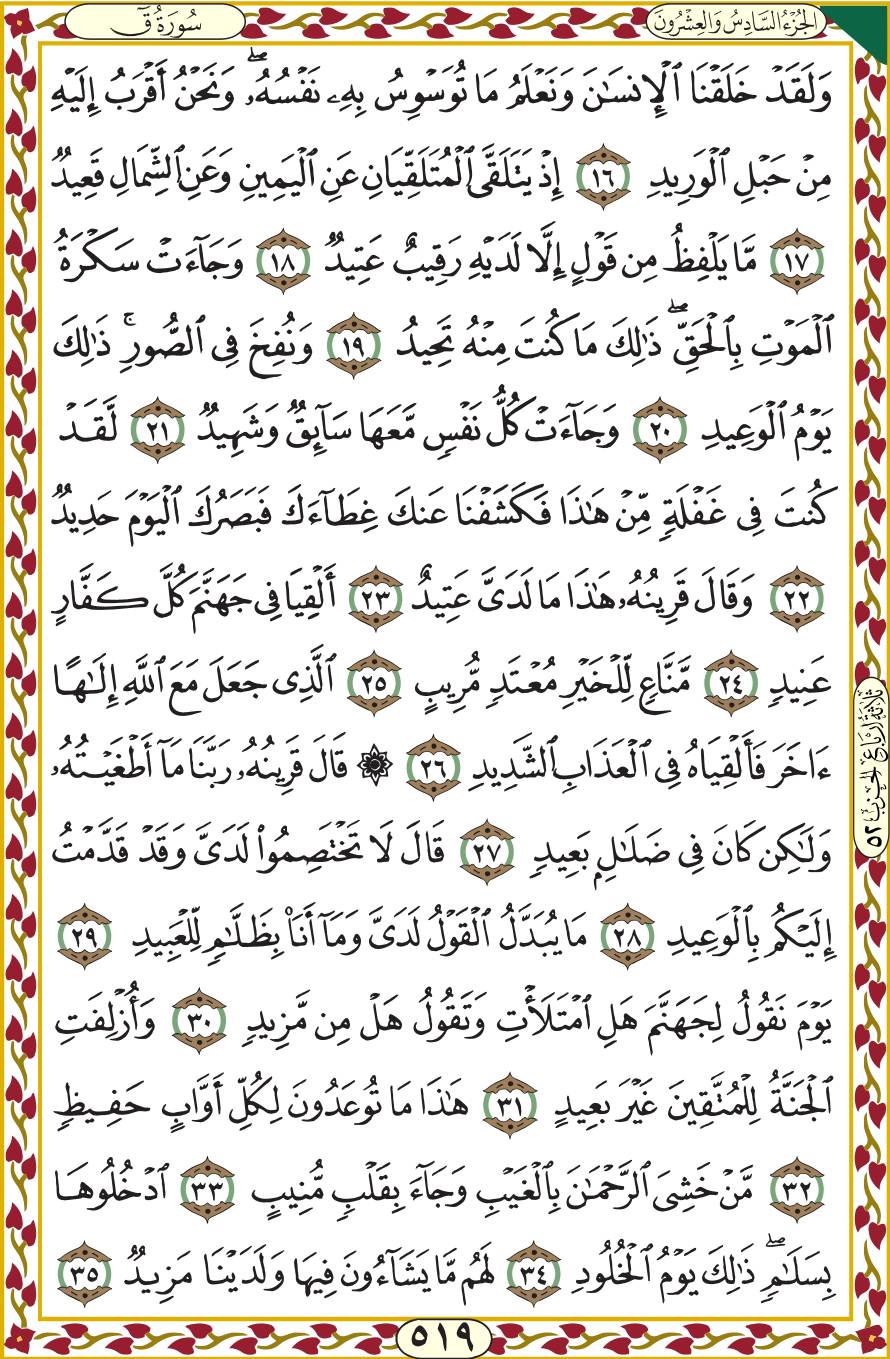 الجُزْءُ السَّادِسُ وَالعِشْرُونَ
سُورَةُ قٓ
وَلَقَدْ خَلَقْنَا ٱلْإِنسَٰنَ وَنَعْلَمُ مَا تُوَسْوِسُ بِهِۦ نَفْسُهُۥۖ وَنَحْنُ أَقْرَبُ إِلَيْهِ
مِنْ حَبْلِ ٱلْوَرِيدِ ١٦ إِذْ يَتَلَقَّى ٱلْمُتَلَقِّيَانِ عَنِ ٱلْيَمِينِ وَعَنِ ٱلشِّمَالِ قَعِيدٌ
١٧ مَّا يَلْفِظُ مِن قَوْلٍ إِلَّا لَدَيْهِ رَقِيبٌ عَتِيدٌ ١٨ وَجَآءَتْ سَكْرَةُ
ٱلْمَوْتِ بِٱلْحَقِّۖ ذَٰلِكَ مَا كُنتَ مِنْهُ تَحِيدُ ١٩ وَنُفِخَ فِى ٱلصُّورِۚ ذَٰلِكَ
يَوْمُ ٱلْوَعِيدِ ٢٠ وَجَآءَتْ كُلُّ نَفْسٍ مَّعَهَا سَآئِقٌ وَشَهِيدٌ ٢١ لَّقَدْ
كُنتَ فِى غَفْلَةٍ مِّنْ هَٰذَا فَكَشَفْنَا عَنكَ غِطَآءَكَ فَبَصَرُكَ ٱلْيَوْمَ حَدِيدٌ
٢٢ وَقَالَ قَرِينُهُۥ هَٰذَا مَا لَدَىَّ عَتِيدٌ ٢٣ أَلْقِيَا فِى جَهَنَّمَ كُلَّ كَفَّارٍ
عَنِيدٍ ٢٤ مَّنَّاعٍ لِّلْخَيْرِ مُعْتَدٍ مُّرِيبٍ ٢٥ ٱلَّذِى جَعَلَ مَعَ ٱللَّهِ إِلَٰهًا
ءَاخَرَ فَأَلْقِيَاهُ فِى ٱلْعَذَابِ ٱلشَّدِيدِ ٢٦ ۞ قَالَ قَرِينُهُۥ رَبَّنَا مَآ أَطْغَيْتُهُۥ
وَلَٰكِن كَانَ فِى ضَلَٰلٍۭ بَعِيدٍ ٢٧ قَالَ لَا تَخْتَصِمُوا۟ لَدَىَّ وَقَدْ قَدَّمْتُ
إِلَيْكُم بِٱلْوَعِيدِ ٢٨ مَا يُبَدَّلُ ٱلْقَوْلُ لَدَىَّ وَمَآ أَنَا۠ بِظَلَّٰمٍ لِّلْعَبِيدِ ٢٩
يَوْمَ نَقُولُ لِجَهَنَّمَ هَلِ ٱمْتَلَأْتِ وَتَقُولُ هَلْ مِن مَّزِيدٍ ٣٠ وَأُزْلِفَتِ
ٱلْجَنَّةُ لِلْمُتَّقِينَ غَيْرَ بَعِيدٍ ٣١ هَٰذَا مَا تُوعَدُونَ لِكُلِّ أَوَّابٍ حَفِيظٍ
٣٢ مَّنْ خَشِىَ ٱلرَّحْمَٰنَ بِٱلْغَيْبِ وَجَآءَ بِقَلْبٍ مُّنِيبٍ ٣٣ ٱدْخُلُوهَا
بِسَلَٰمٍۖ ذَٰلِكَ يَوْمُ ٱلْخُلُودِ ٣٤ لَهُم مَّا يَشَآءُونَ فِيهَا وَلَدَيْنَا مَزِيدٌ ٣٥
ثَلَاثَةُ أَرْبَاعِ الحِزْبِ ٥٢
٥١٩